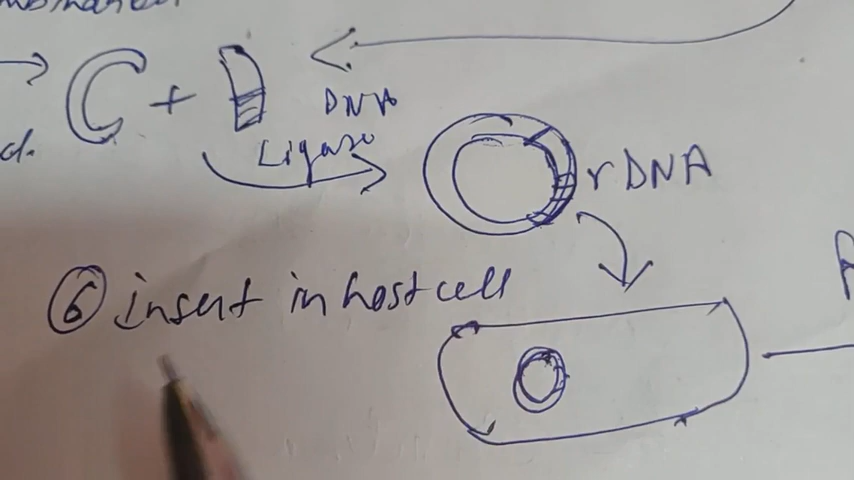 +
DNA
Ligase
rDNA
⑥ insert in host cell